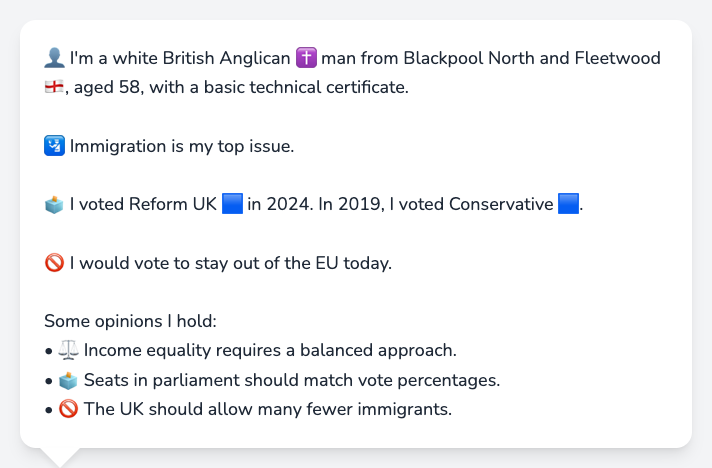 👤 I'm a white British Anglican ✝️ man from Blackpool North and Fleetwood
🏴󠁧󠁢󠁥󠁮󠁧󠁿, aged 58, with a basic technical certificate.
🛂 Immigration is my top issue.
🗳️ I voted Reform UK 🟦 in 2024. In 2019, I voted Conservative 🟦.
🚫 I would vote to stay out of the EU today.
Some opinions I hold:
• ⚖️ Income equality requires a balanced approach.
• 🗳️ Seats in parliament should match vote percentages.
• 🚫 The UK should allow many fewer immigrants.